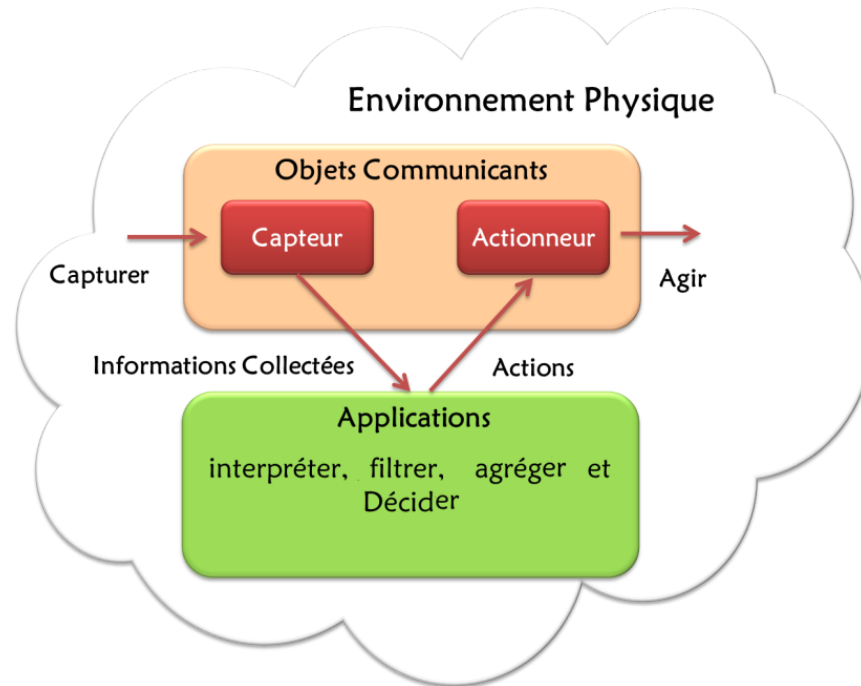 Environnement Physique
Objets Communicants
Capteur
Actionneur
Capturer
Agir
Informations Collectées
Actions
Applications
interpréter, filtrer, agréger et
Décider